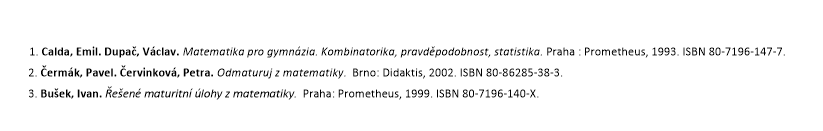 1. Calda, Emil. Dupač, Václav. Matematika pro gymnázia. Kombinatorika, pravděpodobnost, statistika. Praha : Prometheus, 1993. ISBN 80-7196-147-7.
2. Čermák, Pavel. Červinková, Petra. Odmaturuj z matematiky. Brno: Didaktis, 2002. ISBN 80-86285-38-3.
3. Bušek, Ivan. Řešené maturitní úlohy z matematiky. Praha: Prometheus, 1999. ISBN 80-7196-140-X.